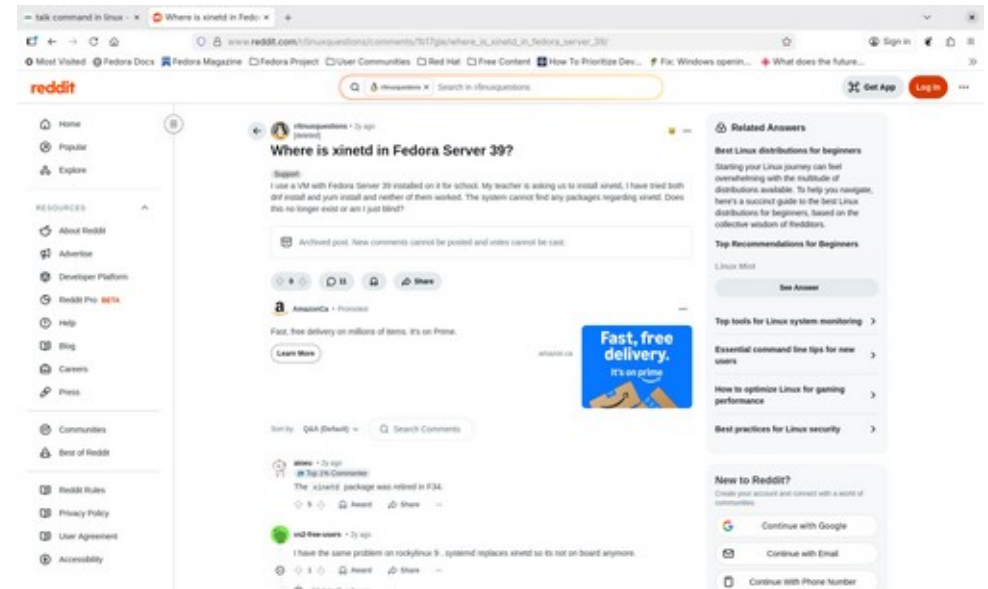 talk command in linux -
Where is xinetd in Fedo
www.reddit.com/r/linuxquestions/comments/1b17gla/where_is_xinetd_in_fedora_server_39/
Sign in
Most Visited
Fedora Docs
Fedora Magazine
Fedora Project
User Communities
Red Hat
Free Content
How To Prioritize Dev...
Fix: Windows openin...
What does the future...
reddit
r/linuxquestions
Search in r/linuxquestions
Get App
Log In
Home
Popular
Explore
RESOURCES
About Reddit
Advertise
Developer Platform
Reddit Pro BETA
Help
Blog
Careers
Press
Communities
Best of Reddit
Reddit Rules
Privacy Policy
User Agreement
Accessibility
r/linuxquestions • 2y ago
[deleted]
Where is xinetd in Fedora Server 39?
Support
I use a VM with Fedora Server 39 installed on it for school. My teacher is asking us to install xinetd, I have tried both
dnf install and yum install and neither of them worked. The system cannot find any packages regarding xinetd. Does
this no longer exist or am I just blind?
Archived post. New comments cannot be posted and votes cannot be cast.
11
Share
AmazonCa • Promoted
Fast, free delivery on millions of items. It's on Prime.
Learn More
amazon.ca
Fast, free
delivery.
It's on prime
Sort by: Q&A (Default)
Search Comments
• 2y ago
Top 1% Commenter
The xinetd package was retired in F34.
5
Award
Share
• 2y ago
I have the same problem on rockylinux 9 . systemd replaces xinetd so its not on board anymore.
1
Award
Share
Related Answers
Best Linux distributions for beginners
Starting your Linux journey can feel
overwhelming with the multitude of
distributions available. To help you navigate,
here's a succinct guide to the best Linux
distributions for beginners, based on the
collective wisdom of Redditors.
Top Recommendations for Beginners
Linux Mint
See Answer
Top tools for Linux system monitoring
Essential command line tips for new
users
How to optimize Linux for gaming
performance
Best practices for Linux security
New to Reddit?
Create your account and connect with a world of
communities.
Continue with Google
Continue with Email
Continue With Phone Number